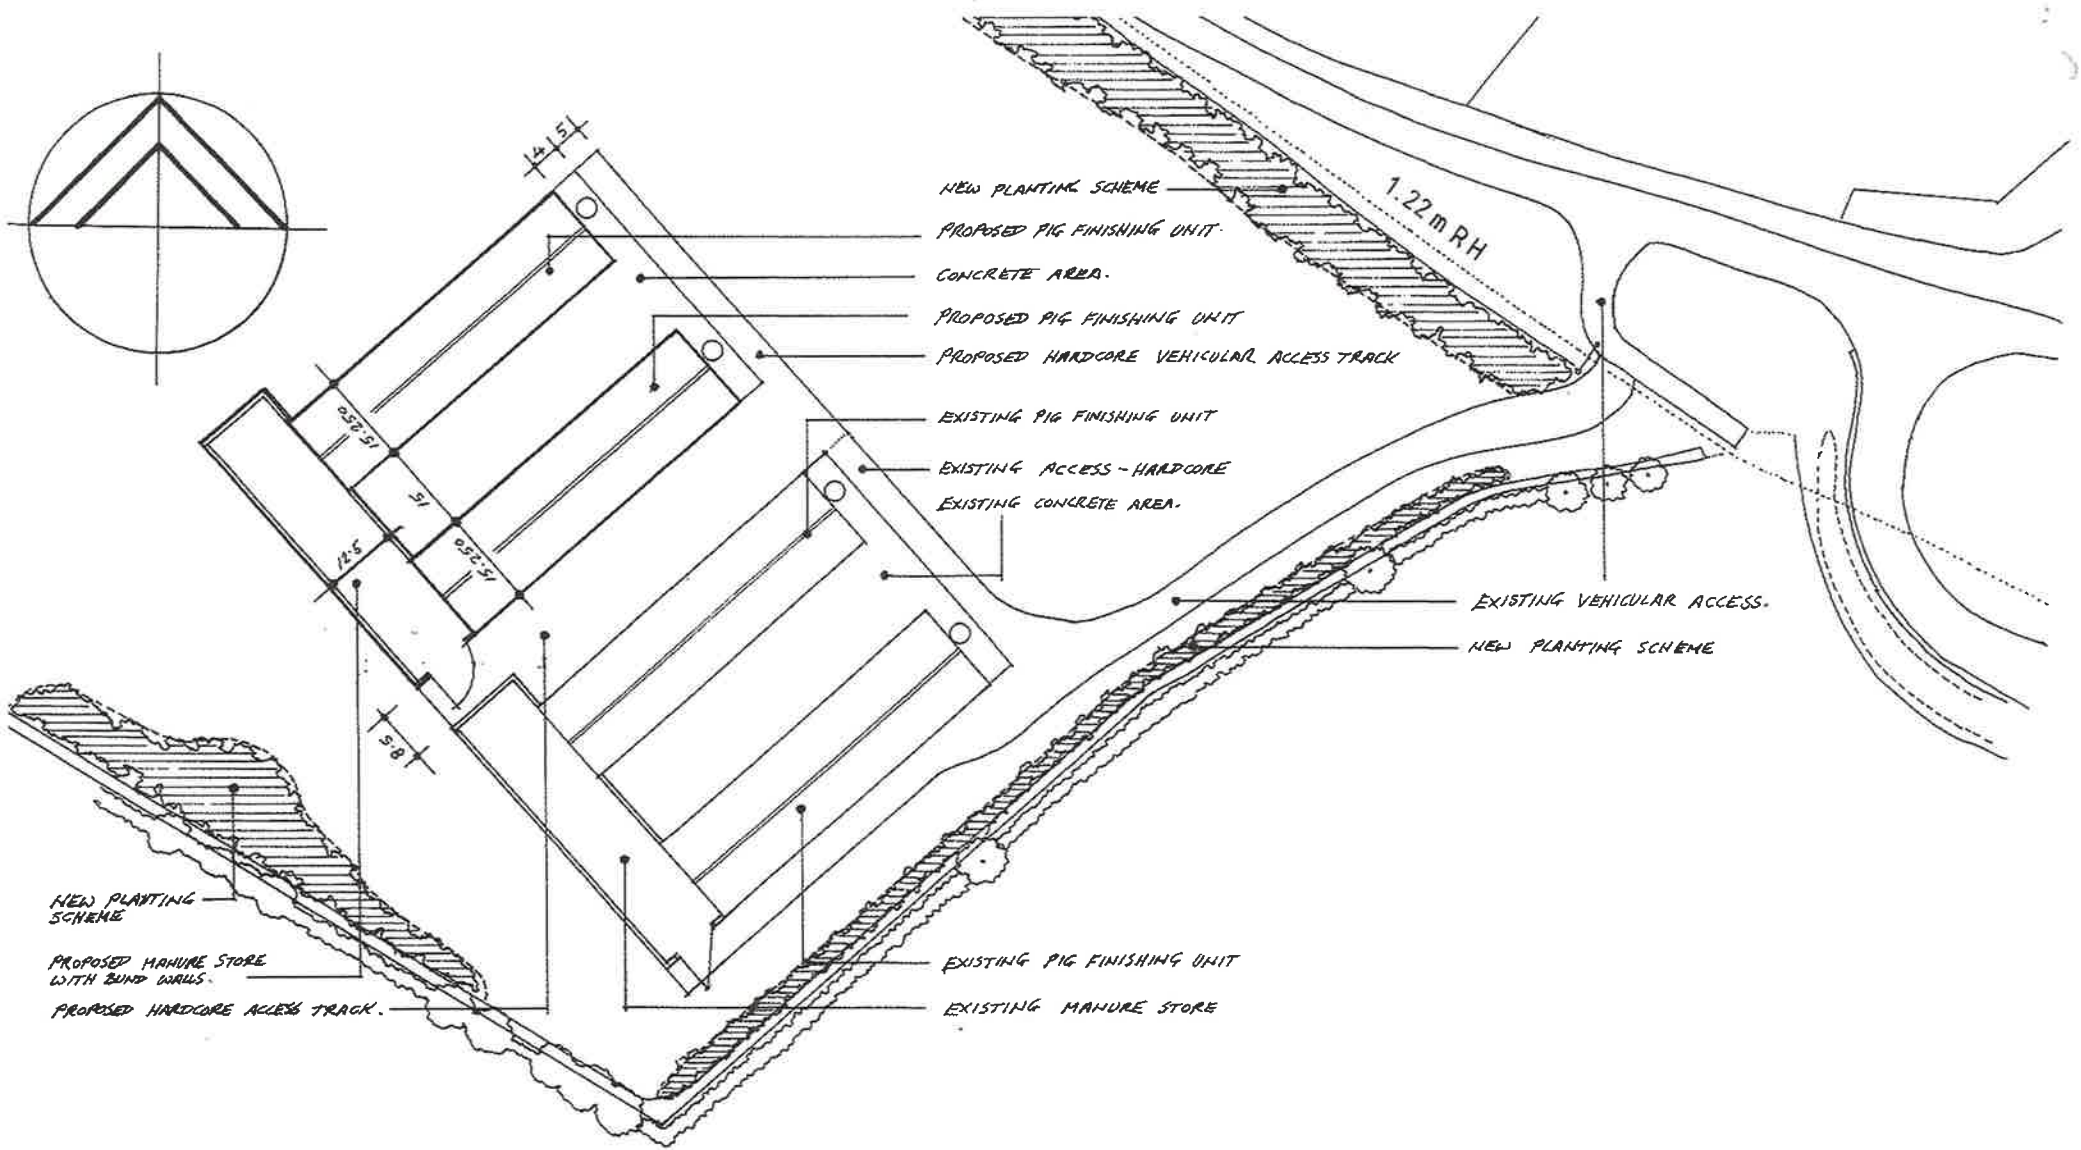 4 5
NEW PLANTING SCHEME
1.22m RH
PROPOSED PIG FINISHING UNIT.
CONCRETE AREA.
PROPOSED PIG FINISHING UNIT
PROPOSED HARDCORE VEHICULAR ACCESS TRACK
EXISTING PIG FINISHING UNIT
EXISTING ACCESS-HARDCORE
EXISTING CONCRETE AREA.
15.250
15
15.250
12.5
8.5
EXISTING VEHICULAR ACCESS.
NEW PLANTING SCHEME
NEW PLANTING
SCHEME
PROPOSED MANURE STORE
WITH BUND WALLS.
PROPOSED HARDCORE ACCESS TRACK.
EXISTING PIG FINISHING UNIT
EXISTING MANURE STORE